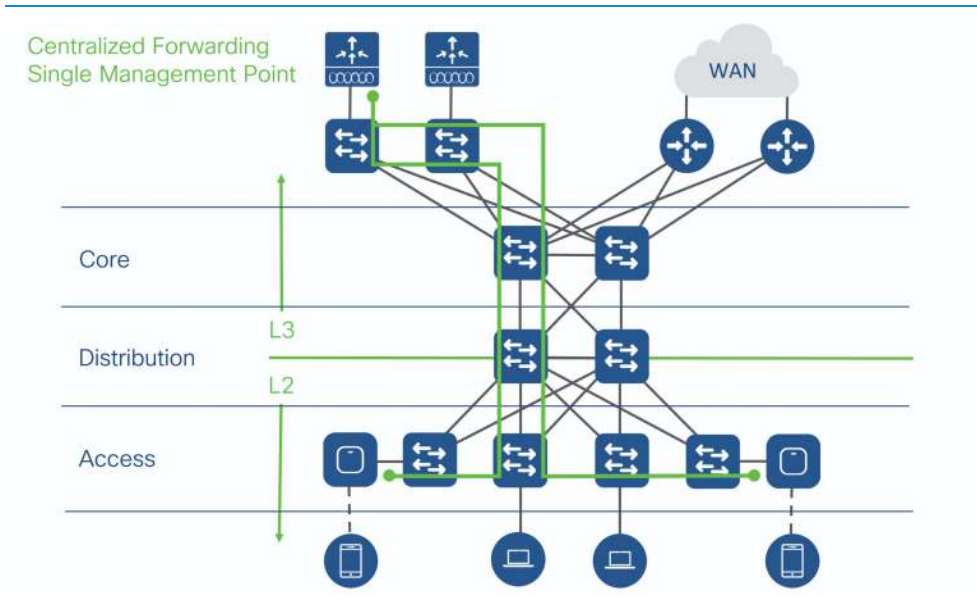 Centralized Forwarding
Single Management Point
WAN
Core
L3
Distribution
L2
Access